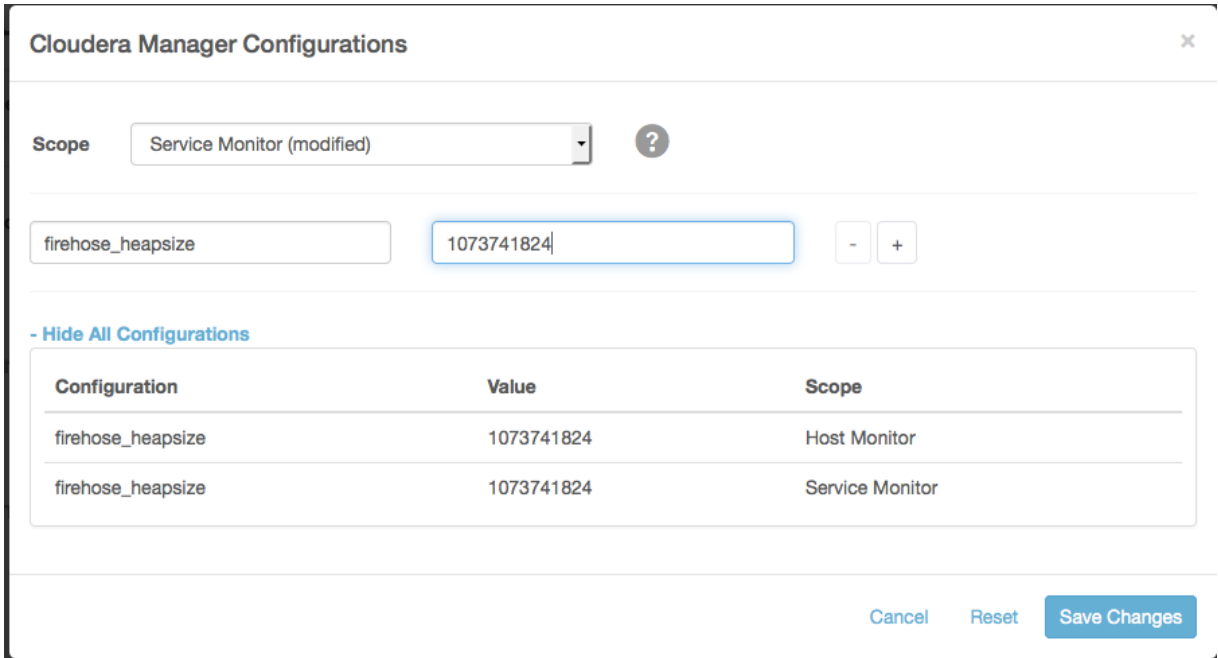 Cloudera Manager Configurations ×
Scope Service Monitor (modified) ?
firehose_heapsize 1073741824 - +
- Hide All Configurations
Configuration Value Scope
firehose_heapsize 1073741824 Host Monitor
firehose_heapsize 1073741824 Service Monitor
Cancel Reset Save Changes